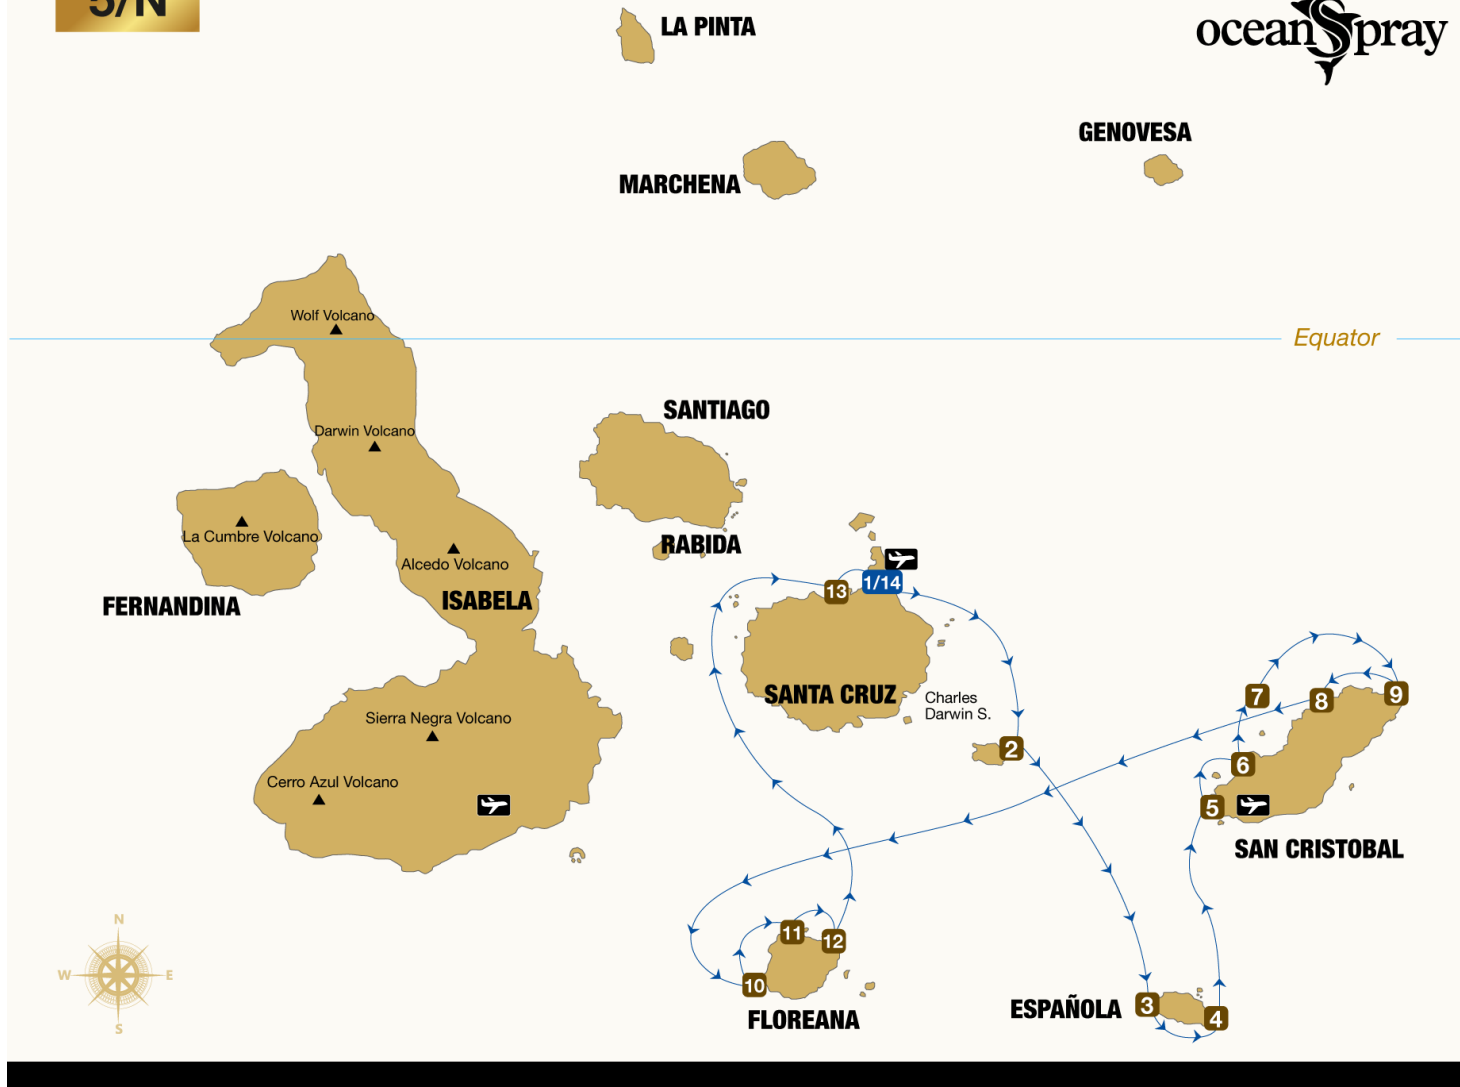 5/N
LA PINTA
oceanSpray
GENOVESA
MARCHENA
Wolf Volcano
Equator
SANTIAGO
Darwin Volcano
La Cumbre Volcano
RABIDA
Alcedo Volcano
FERNANDINA
ISABELA
13
1/14
SANTA CRUZ
Charles
Darwin S.
7
8
9
Sierra Negra Volcano
2
6
Cerro Azul Volcano
5
SAN CRISTOBAL
N
W
E
S
11
12
10
FLOREANA
ESPAÑOLA
3
4